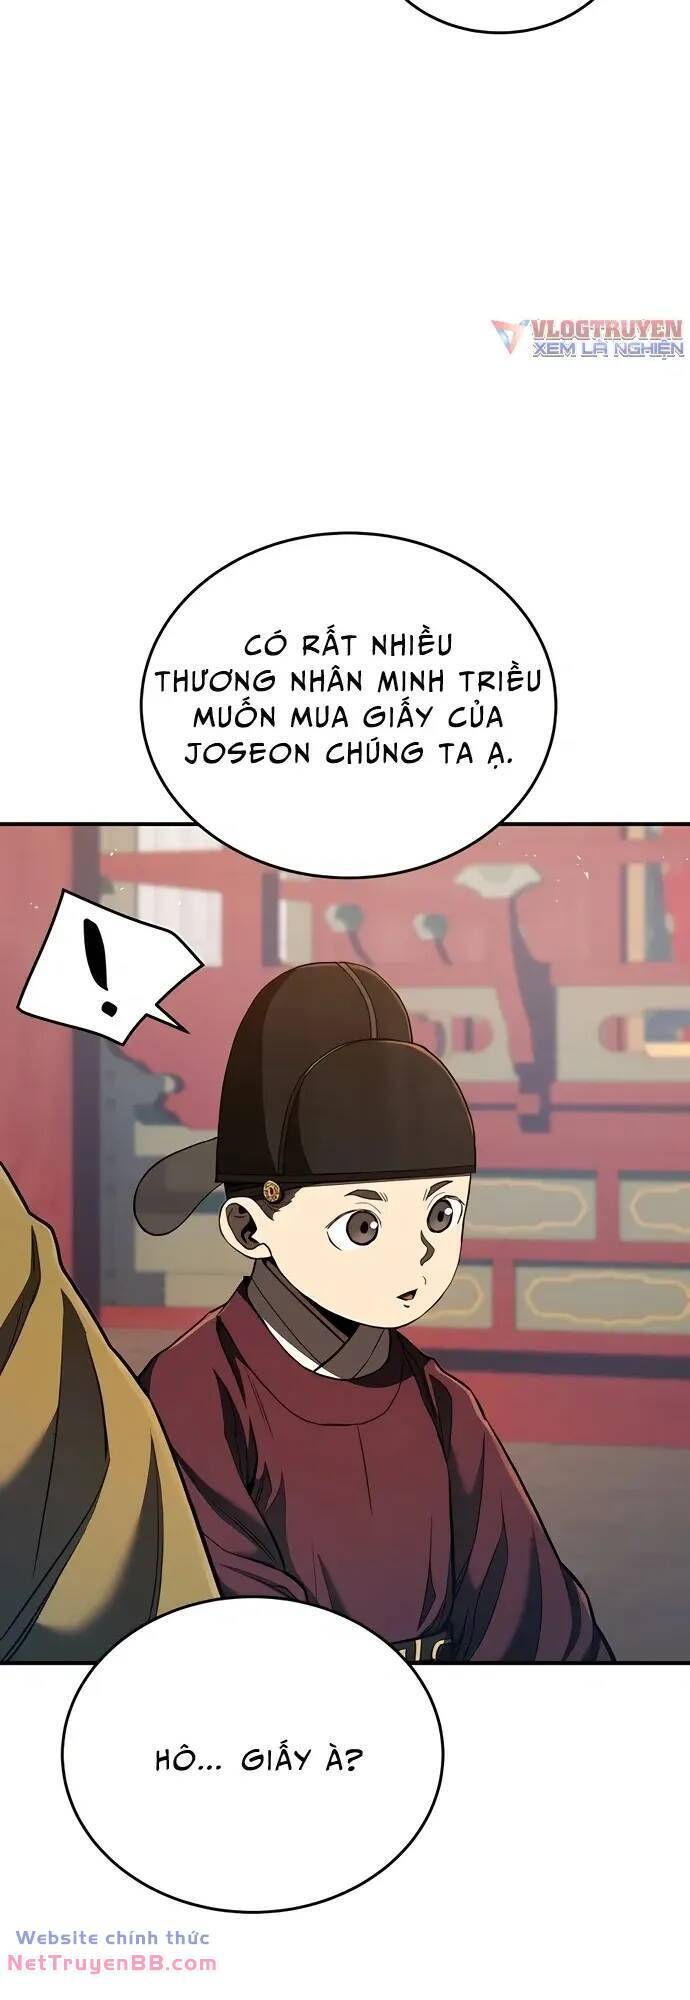 VLOGTRUYEN
XEM LÀ NGHIỆN
CÓ RẤT NHIỀU
THƯƠNG NHÂN MINH TRIỀU
MUỐN MUA GIẤY CỦA
JOSEON CHÚNG TA Ạ.
!
HÔ... GIẤY À?
Website chính thức
NetTruyenBB.com